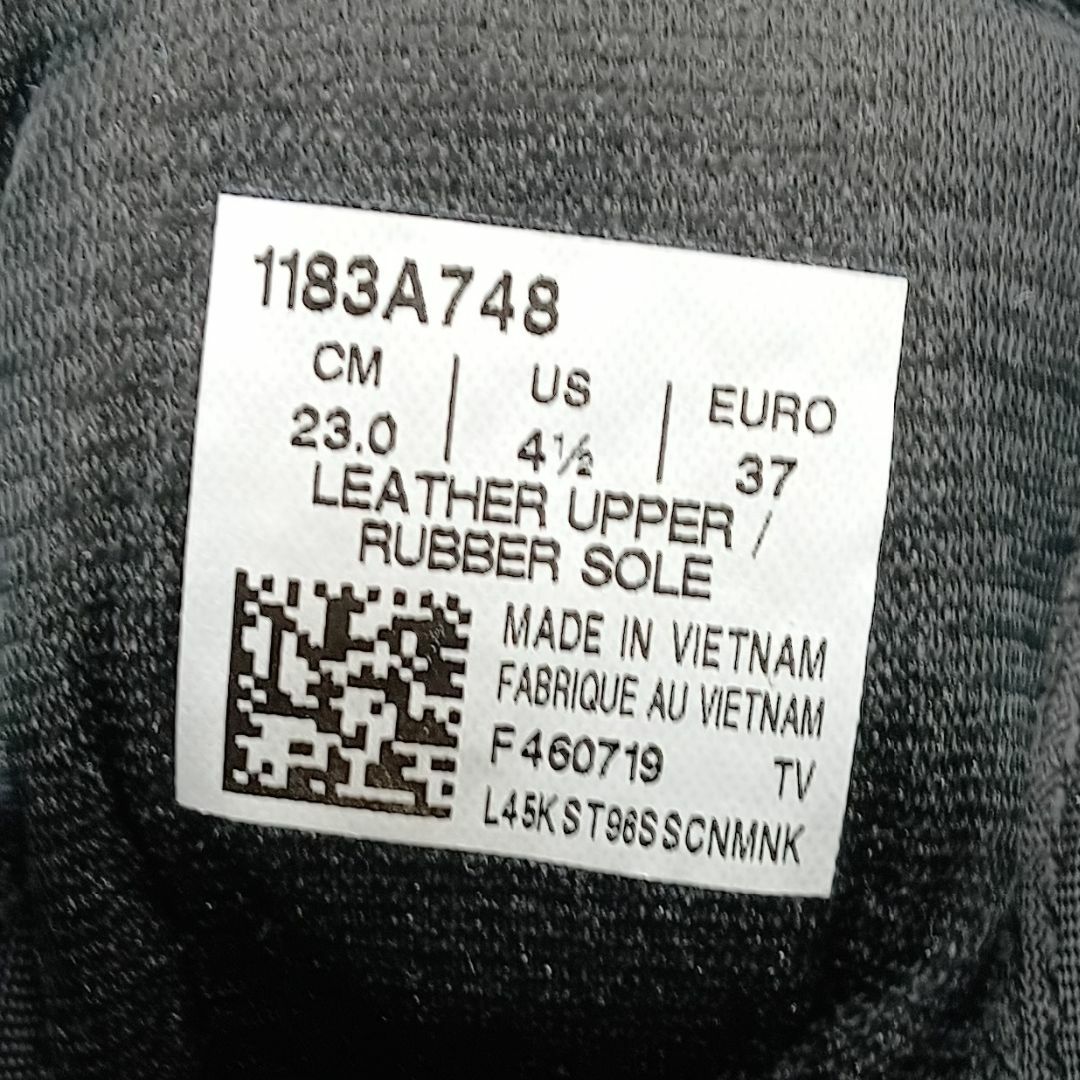 1183A748
CM | US | EURO
23.0 | 4½ | 37
LEATHER UPPER /
RUBBER SOLE
MADE IN VIETNAM
FABRIQUE AU VIETNAM
F460719 TV
L45KST96SSCNMNK